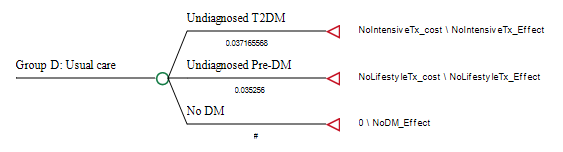 Undiagnosed T2DM
0.037165568
NoIntensiveTx_cost \ NoIntensiveTx_Effect
Group D: Usual care
Undiagnosed Pre-DM
0.035256
NoLifestyleTx_cost \ NoLifestyleTx_Effect
No DM
#
0 \ NoDM_Effect